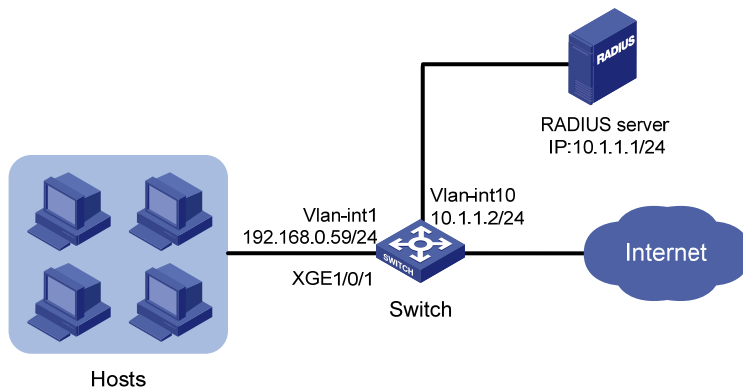 RADIUS
RADIUS server
IP:10.1.1.1/24
Vlan-int10
10.1.1.2/24
Vlan-int1
192.168.0.59/24
XGE1/0/1
SWITCH
Switch
Internet
Hosts